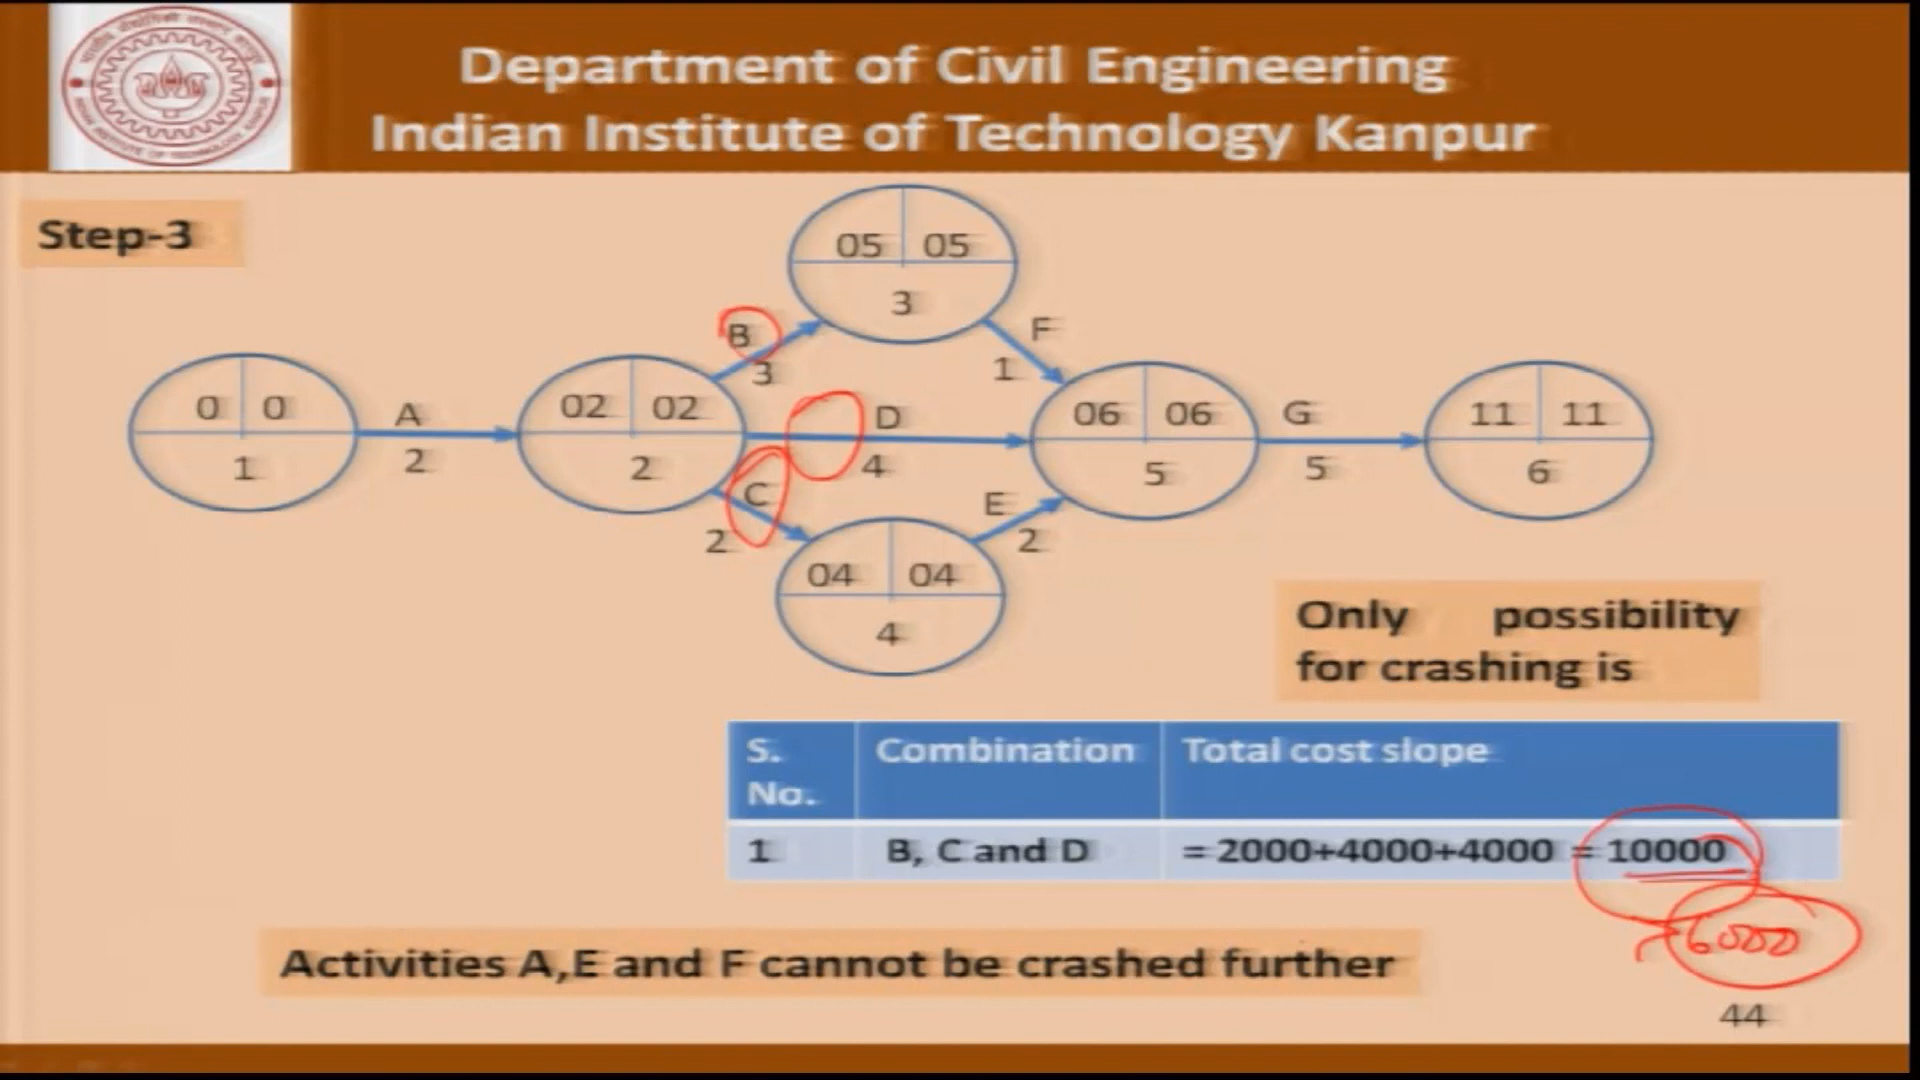 Department of Civil Engineering
Indian Institute of Technology Kanpur
Step-3
05 05
3
B
3
F
1
0 0
1
A
2
02 02
2
D
4
06 06
5
G
5
11 11
6
C
2
E
2
04 04
4
Only possibility
for crashing is
S. No. Combination Total cost slope
1 B, C and D = 2000+4000+4000 = 10000
6000
Activities A,E and F cannot be crashed further
44